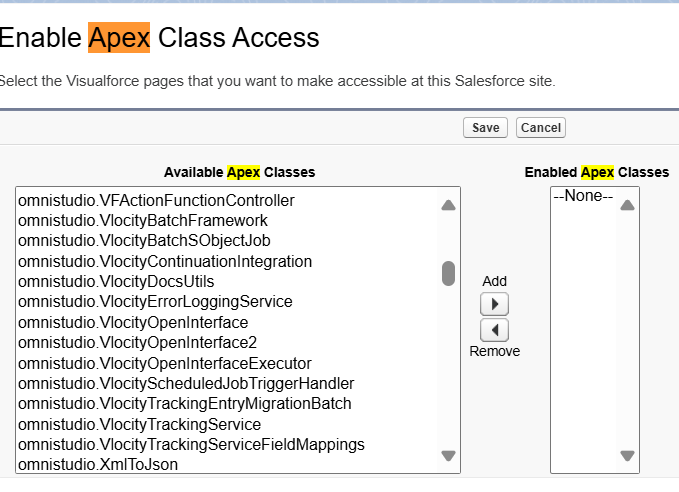 Enable Apex Class Access
Select the Visualforce pages that you want to make accessible at this Salesforce site.
Save Cancel
Available Apex Classes
Enabled Apex Classes
omnistudio.VFActionFunctionController
omnistudio.VlocityBatchFramework
omnistudio.VlocityBatchSObjectJob
omnistudio.VlocityContinuationIntegration
omnistudio.VlocityDocsUtils
omnistudio.VlocityErrorLoggingService
omnistudio.VlocityOpenInterface
omnistudio.VlocityOpenInterface2
omnistudio.VlocityOpenInterfaceExecutor
omnistudio.VlocityScheduledJobTriggerHandler
omnistudio.VlocityTrackingEntryMigrationBatch
omnistudio.VlocityTrackingService
omnistudio.VlocityTrackingServiceFieldMappings
omnistudio.XmlToJson
Add
Remove
--None--